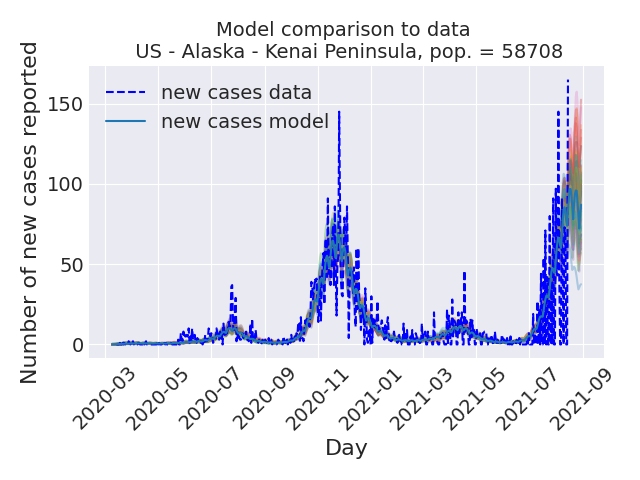 Model comparison to data
US - Alaska - Kenai Peninsula, pop. = 58708
Number of new cases reported
150
100
50
0
new cases data
new cases model
2020-03
2020-05
2020-07
2020-09
2020-11
2021-01
2021-03
2021-05
2021-07
2021-09
Day